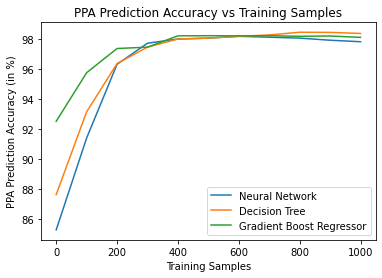 PPA Prediction Accuracy vs Training Samples
PPA Prediction Accuracy (in %)
98
96
94
92
90
88
86
0 200 400 600 800 1000
Training Samples
Neural Network
Decision Tree
Gradient Boost Regressor